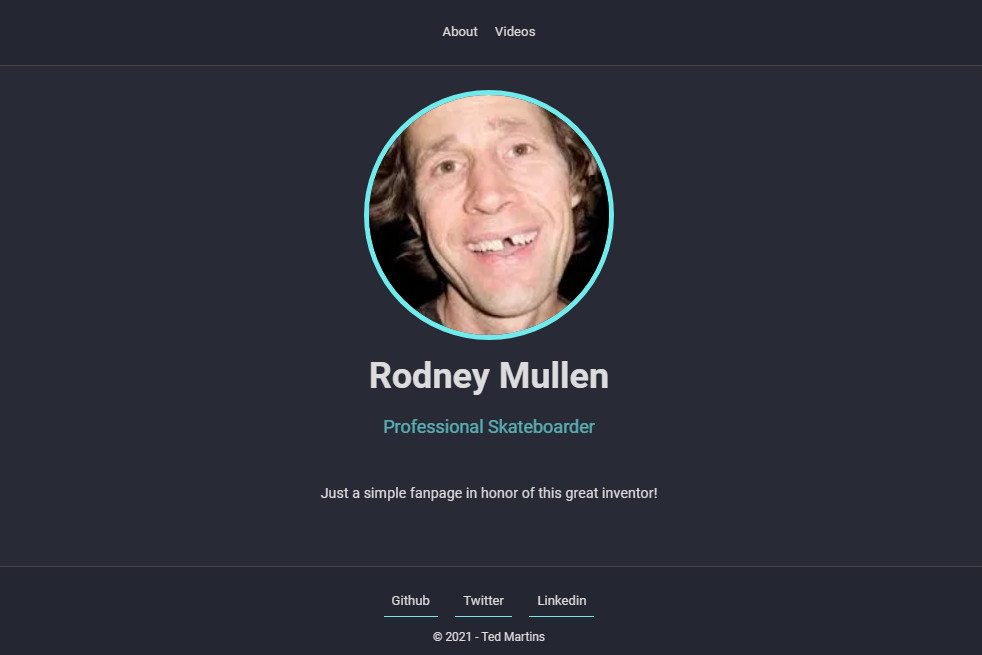 About Videos
Rodney Mullen
Professional Skateboarder
Just a simple fanpage in honor of this great inventor!
Github Twitter Linkedin
© 2021 - Ted Martins